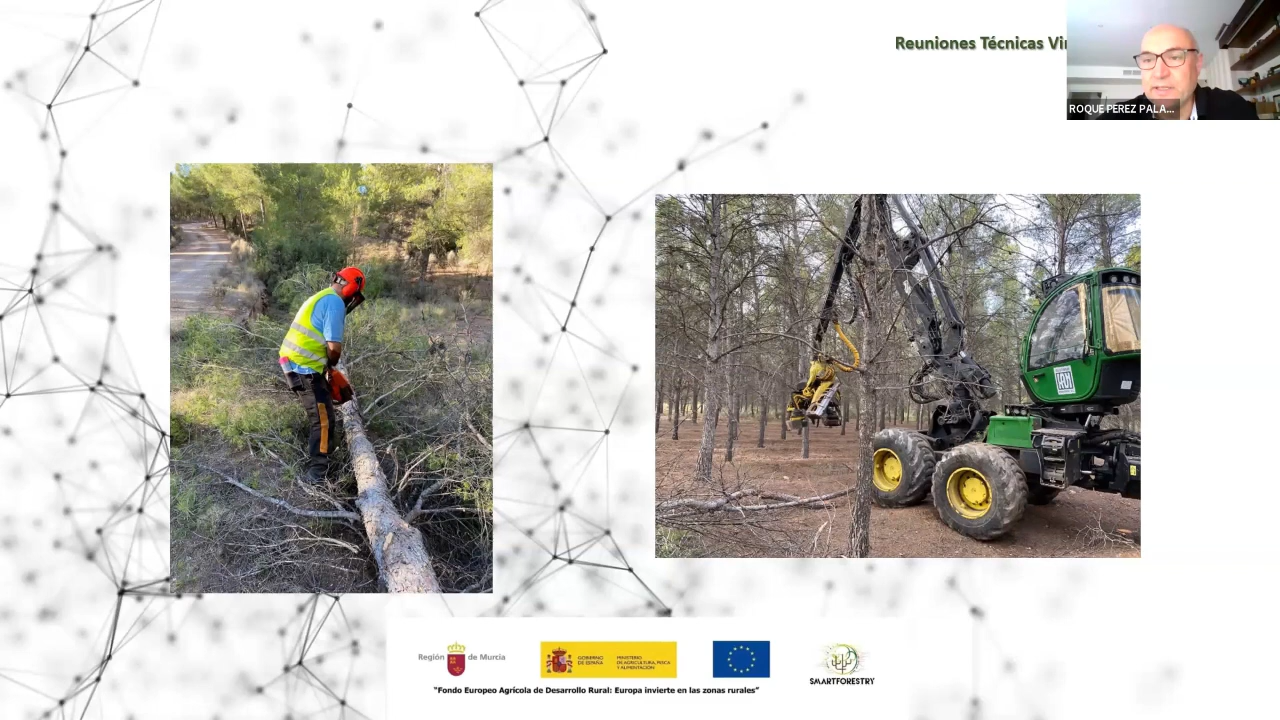 Reuniones Técnicas Vi
ROQUE PEREZ PALA...
Región de Murcia
GOBIERNO
DE ESPAÑA
MINISTERIO
DE AGRICULTURA, PESCA
Y ALIMENTACIÓN
SMARTFORESTRY
"Fondo Europeo Agrícola de Desarrollo Rural: Europa invierte en las zonas rurales"